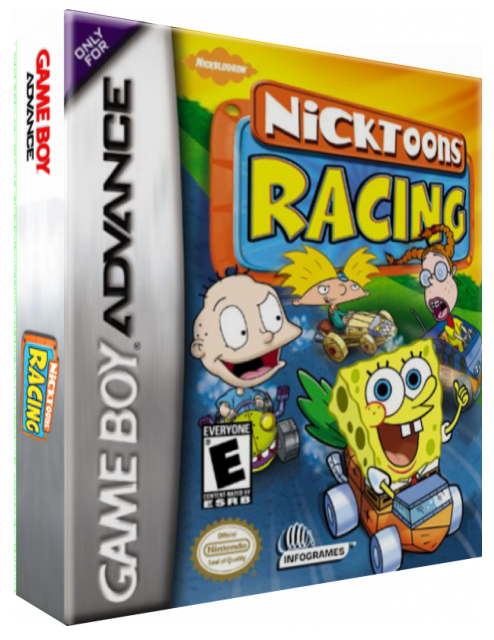 GAME BOY
ADVANCE
NICKTOONS
RACING
ONLY
FOR
GAME BOY ADVANCE
NICKELODEON
NICKTOONS
RACING
EVERYONE
E
CONTENT RATED BY
ESRB
Official
Nintendo
Seal of Quality
INFOGRAMES™